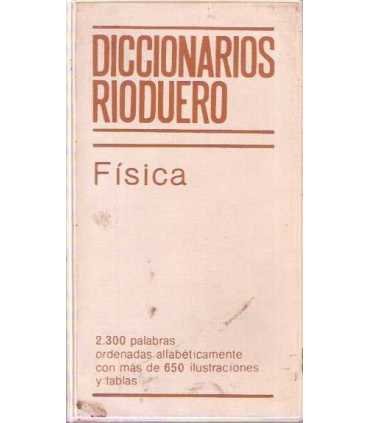 DICCIONARIOS
RIODUERO
Física
2.300 palabras
ordenadas alfabéticamente
con más de 650 ilustraciones
y tablas